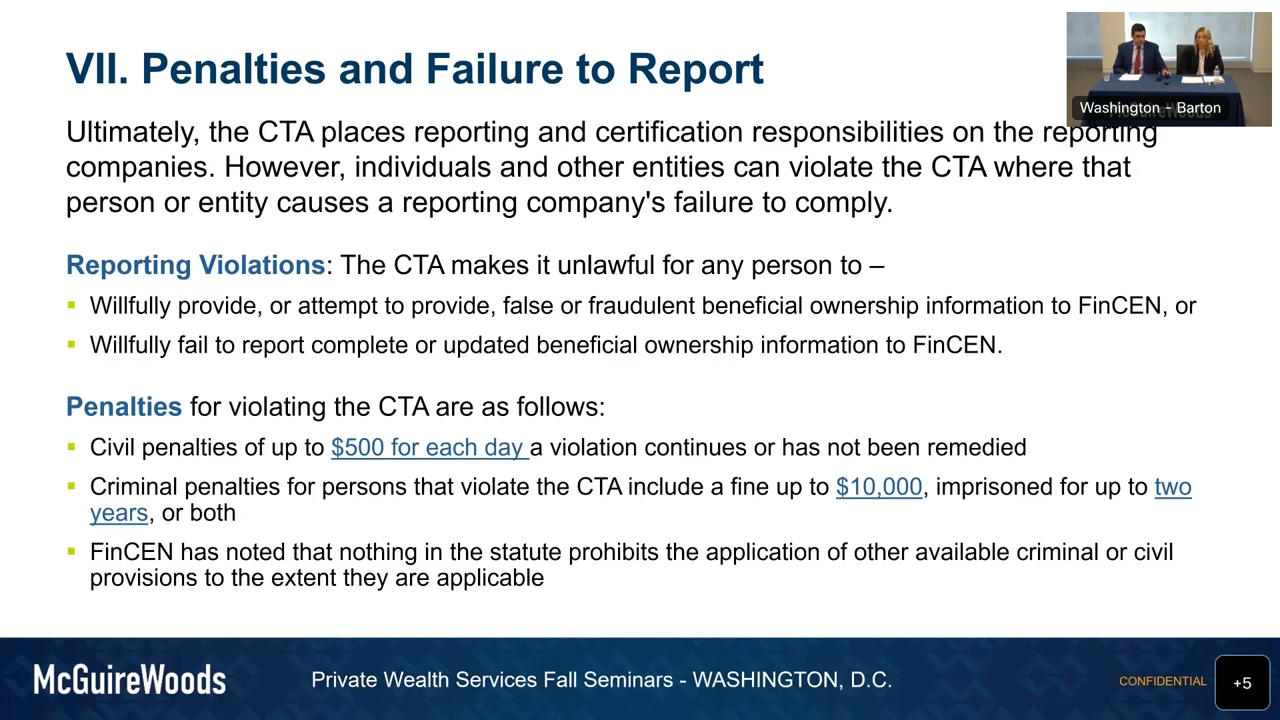 VII. Penalties and Failure to Report
Washington - Barton
Ultimately, the CTA places reporting and certification responsibilities on the reporting
companies. However, individuals and other entities can violate the CTA where that
person or entity causes a reporting company's failure to comply.
Reporting Violations: The CTA makes it unlawful for any person to –
▪ Willfully provide, or attempt to provide, false or fraudulent beneficial ownership information to FinCEN, or
▪ Willfully fail to report complete or updated beneficial ownership information to FinCEN.
Penalties for violating the CTA are as follows:
▪ Civil penalties of up to $500 for each day a violation continues or has not been remedied
▪ Criminal penalties for persons that violate the CTA include a fine up to $10,000, imprisoned for up to two
years, or both
▪ FinCEN has noted that nothing in the statute prohibits the application of other available criminal or civil
provisions to the extent they are applicable
McGuireWoods
Private Wealth Services Fall Seminars - WASHINGTON, D.C.
CONFIDENTIAL
+5